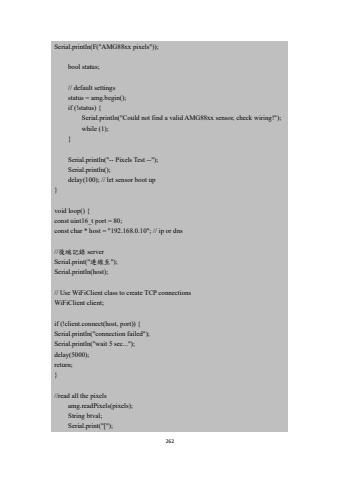 Serial.println(F("AMG88xx pixels"));
bool status;
// default settings
status = amg.begin();
if (!status) {
Serial.println("Could not find a valid AMG88xx sensor, check wiring!");
while (1);
}
Serial.println("-- Pixels Test --");
Serial.println();
delay(100); // let sensor boot up
}
void loop() {
const uint16_t port = 80;
const char * host = "192.168.0.10"; // ip or dns
//後端記錄 server
Serial.print("連線至");
Serial.println(host);
// Use WiFiClient class to create TCP connections
WiFiClient client;
if (!client.connect(host, port)) {
Serial.println("connection failed");
Serial.println("wait 5 sec...");
delay(5000);
return;
}
//read all the pixels
amg.readPixels(pixels);
String btval;
Serial.print("[");
262